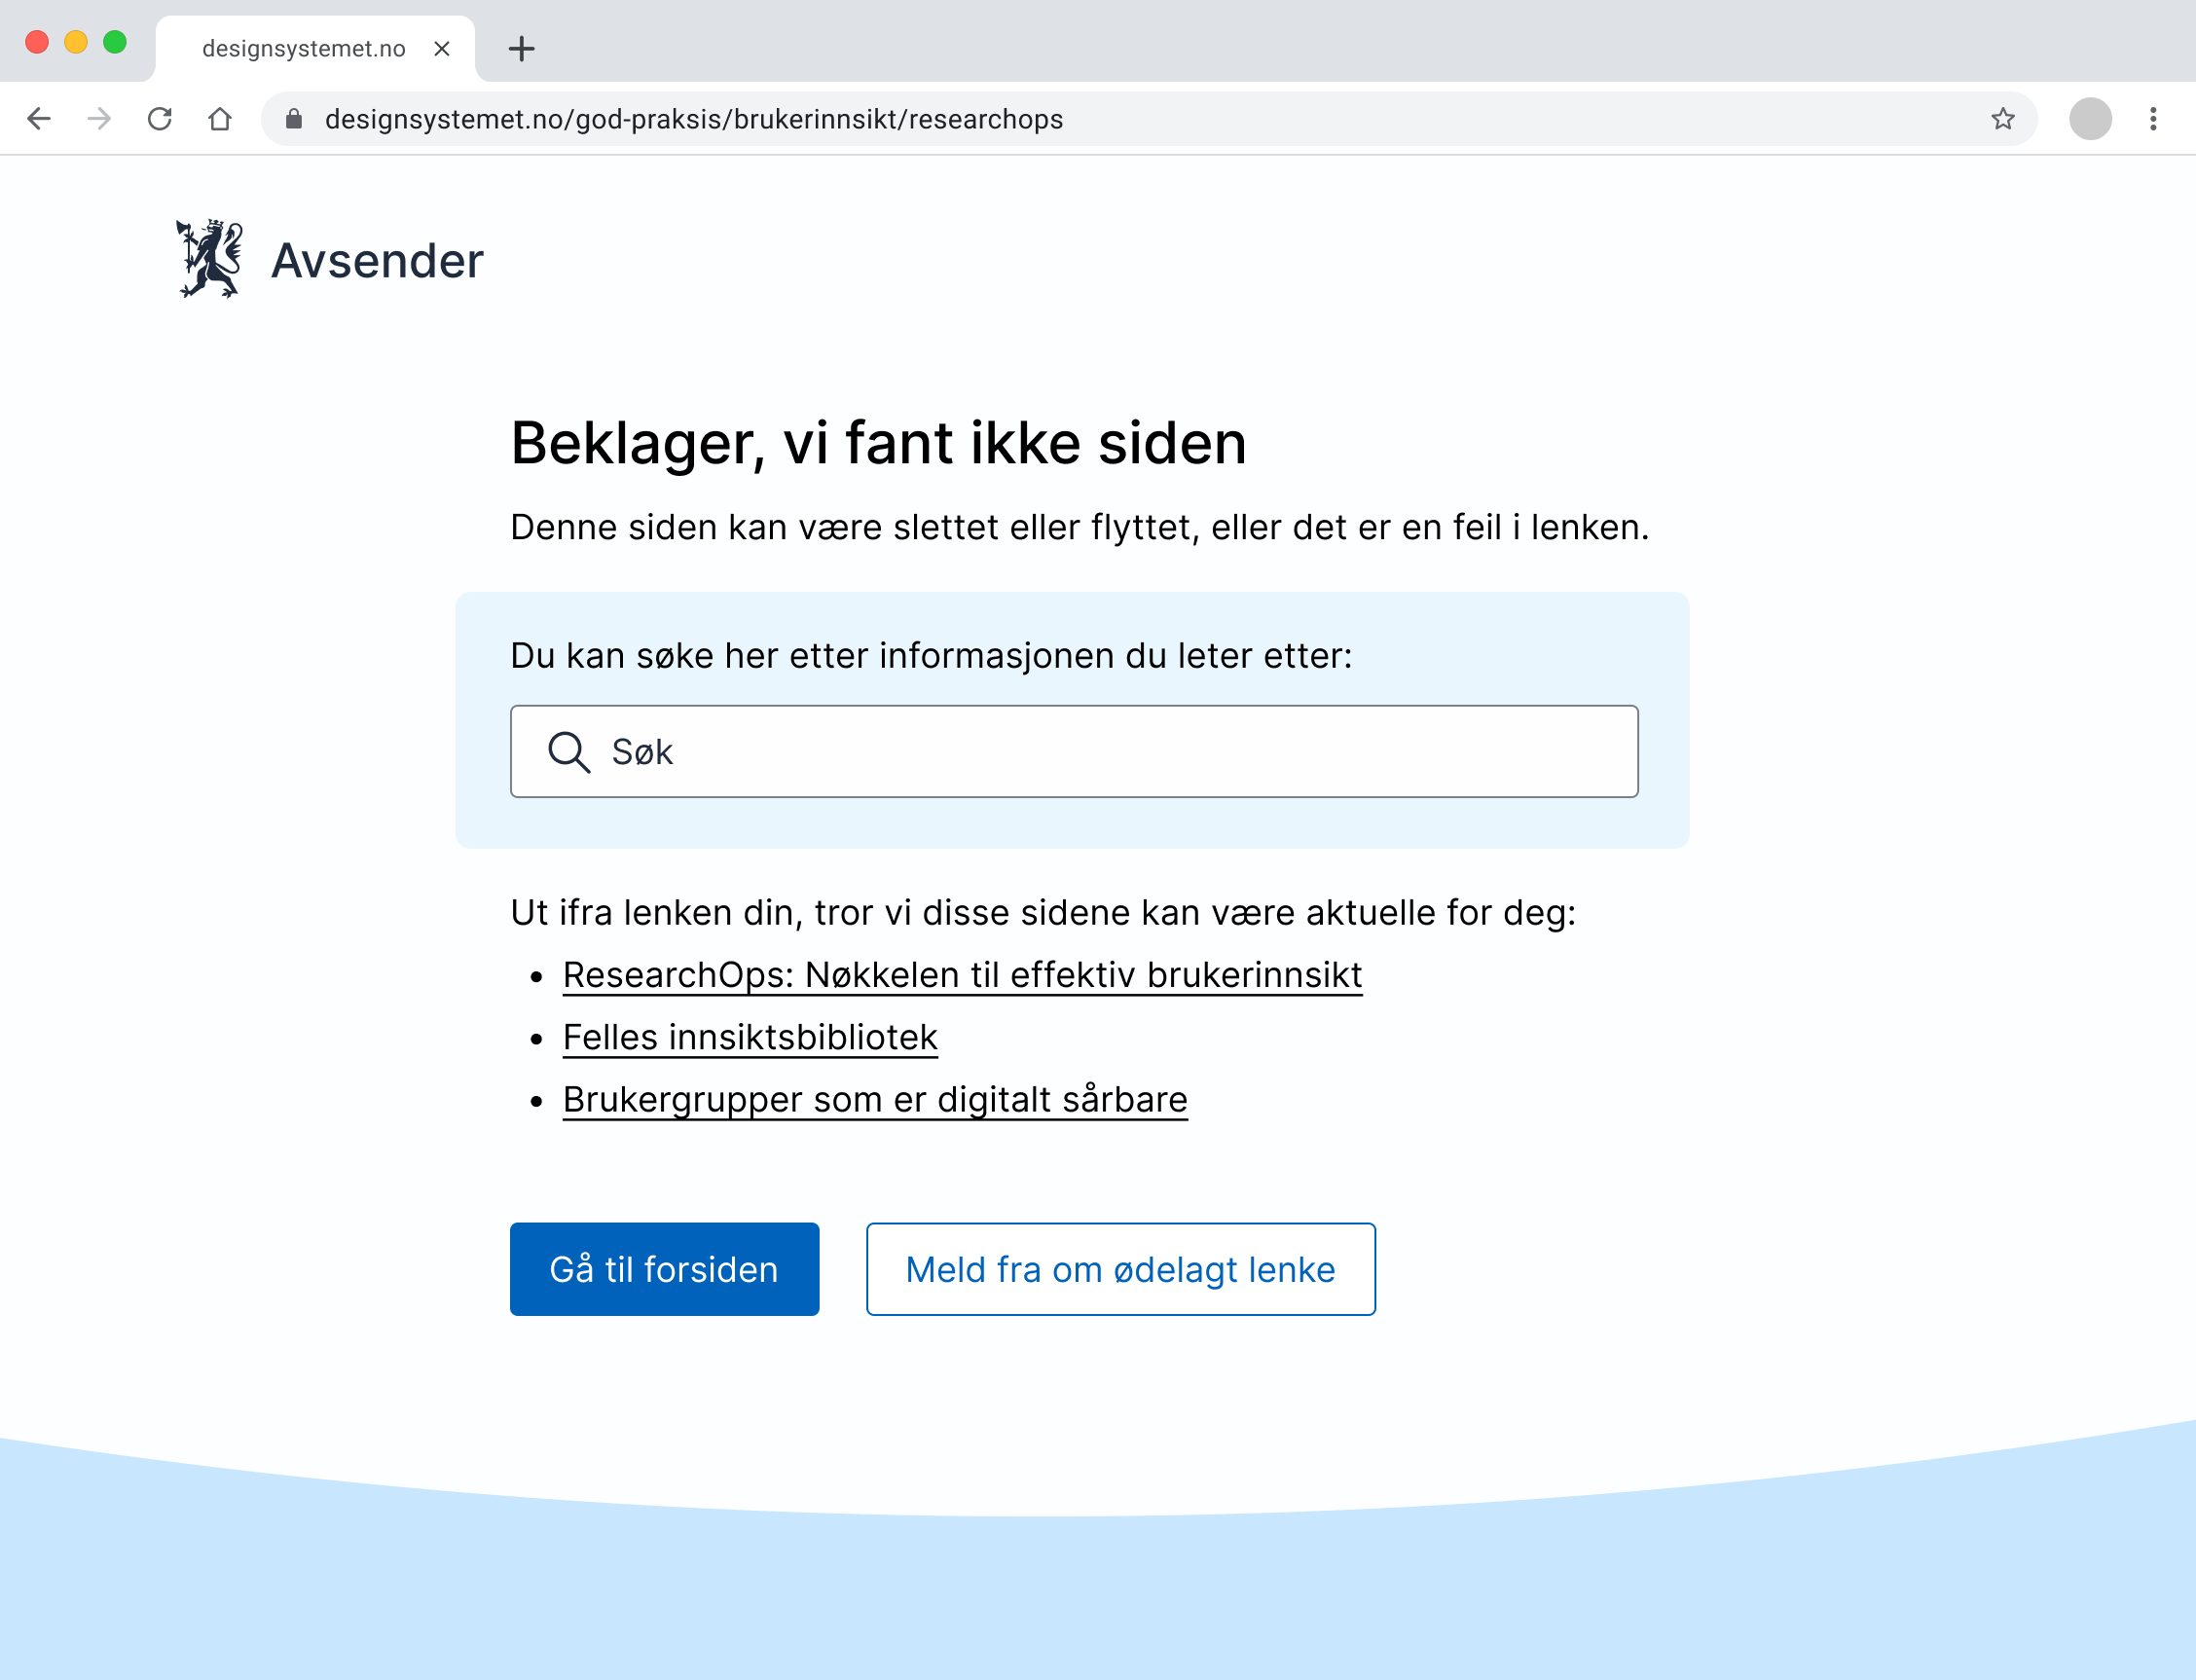 designsystemet.no
designsystemet.no/god-praksis/brukerinnsikt/researchops
Avsender
Beklager, vi fant ikke siden
Denne siden kan være slettet eller flyttet, eller det er en feil i lenken.
Du kan søke her etter informasjonen du leter etter:
Søk
Ut ifra lenken din, tror vi disse sidene kan være aktuelle for deg:
• ResearchOps: Nøkkelen til effektiv brukerinnsikt
• Felles innsiktsbibliotek
• Brukergrupper som er digitalt sårbare
Gå til forsiden
Meld fra om ødelagt lenke